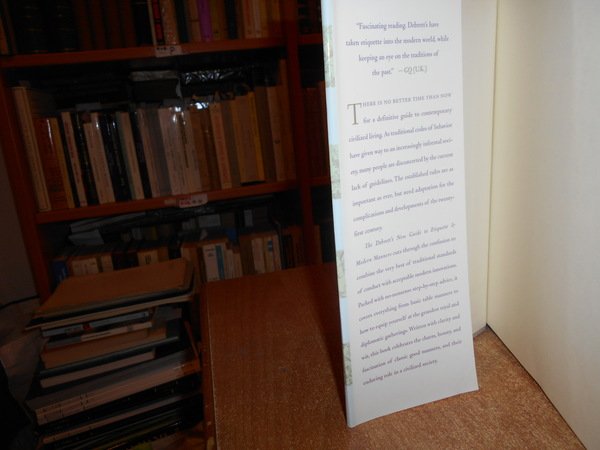 "Fascinating reading. Debrett's have
taken etiquette into the modern world, while
keeping an eye on the traditions of
the past." —GQ (U.K.)
THERE IS NO BETTER TIME THAN NOW
for a definitive guide to contemporary
civilized living. As traditional codes of behavior
have given way to an increasingly informal soci-
ety, many people are disconcerted by the current
lack of guidelines. The established rules are as
important as ever, but need adaptation for the
complications and developments of the twenty-
first century.
The Debrett's New Guide to Etiquette &
Modern Manners cuts through the confusion to
combine the very best of traditional standards
of conduct with acceptable modern innovations.
Packed with no-nonsense step-by-step advice, it
covers everything from basic table manners to
how to equip yourself at the grandest royal and
diplomatic gatherings. Written with clarity and
wit, this book celebrates the charm, beauty, and
fascination of classic good manners, and their
enduring role in a civilized society.